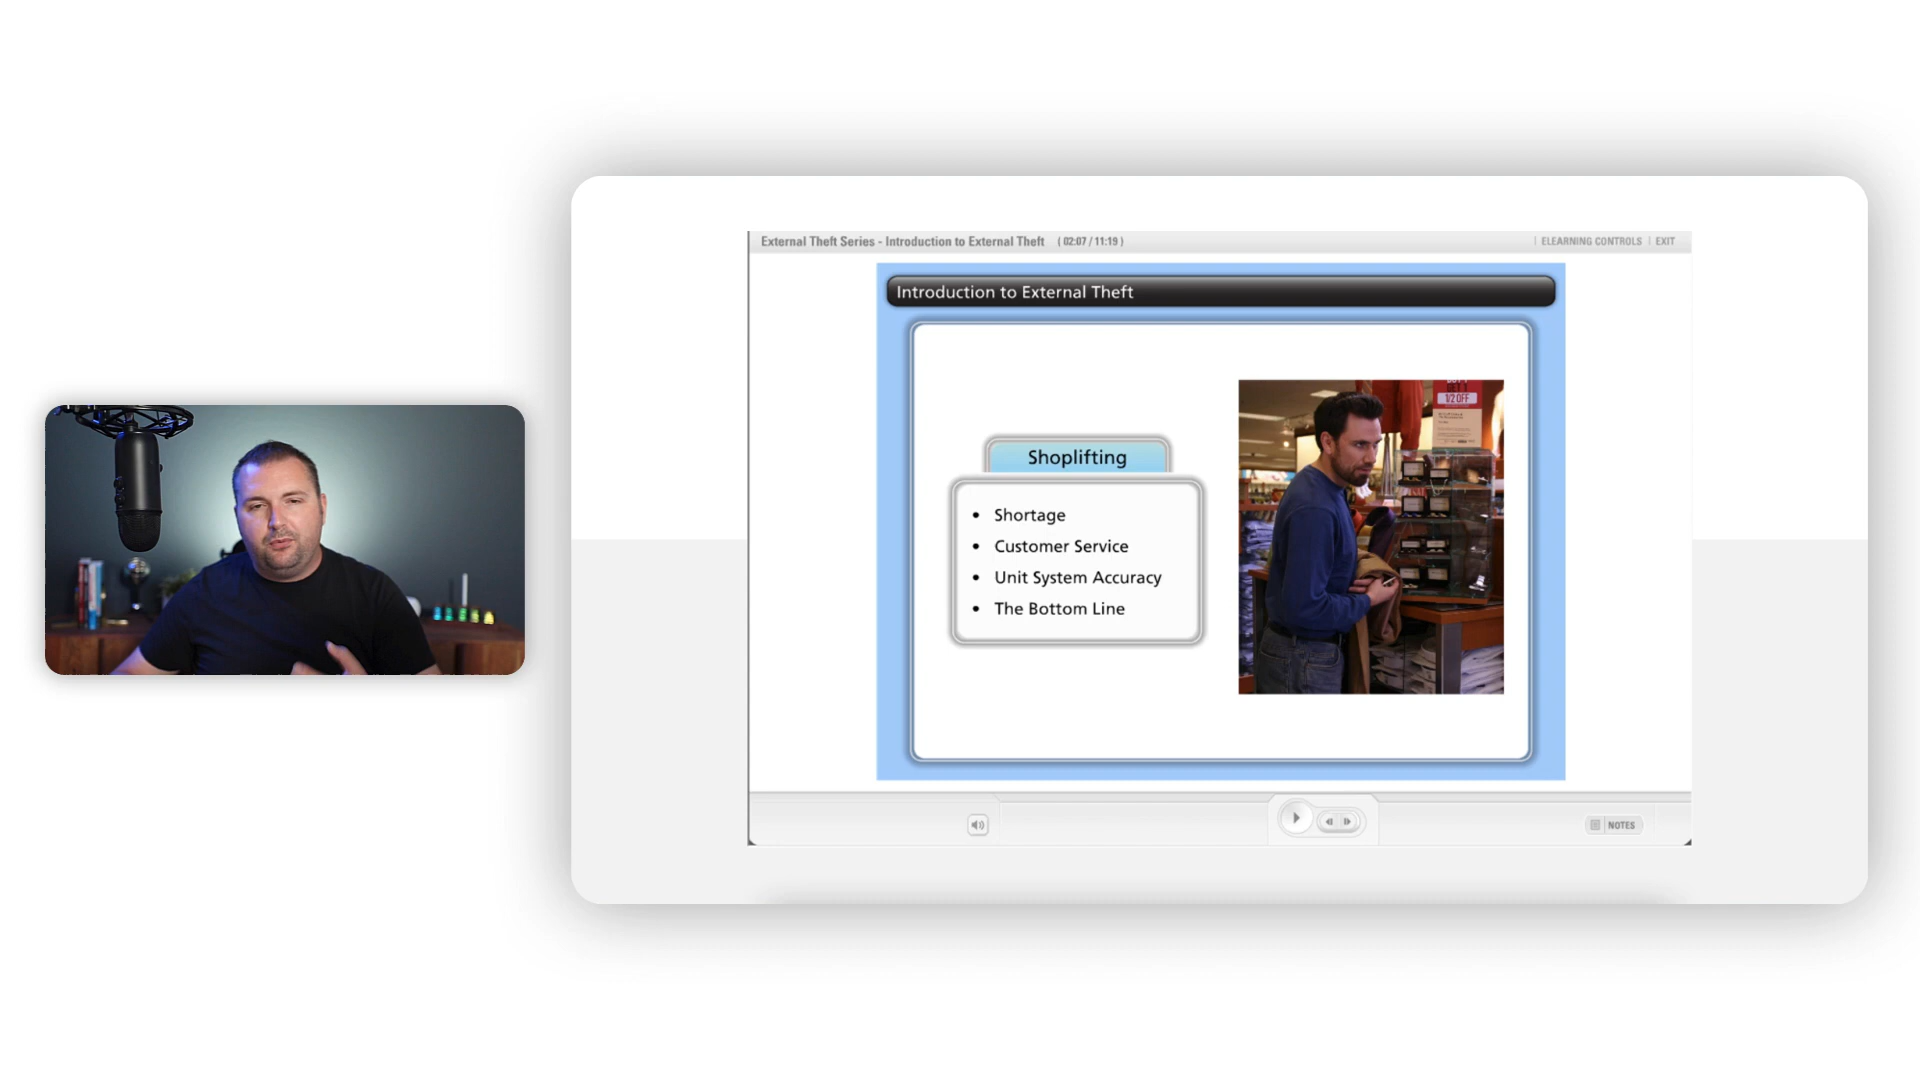 External Theft Series - Introduction to External Theft ( 02:07 / 11:19 )
ELEARNING CONTROLS | EXIT
Introduction to External Theft
1/2 OFF
Shoplifting
• Shortage
• Customer Service
• Unit System Accuracy
• The Bottom Line
NOTES